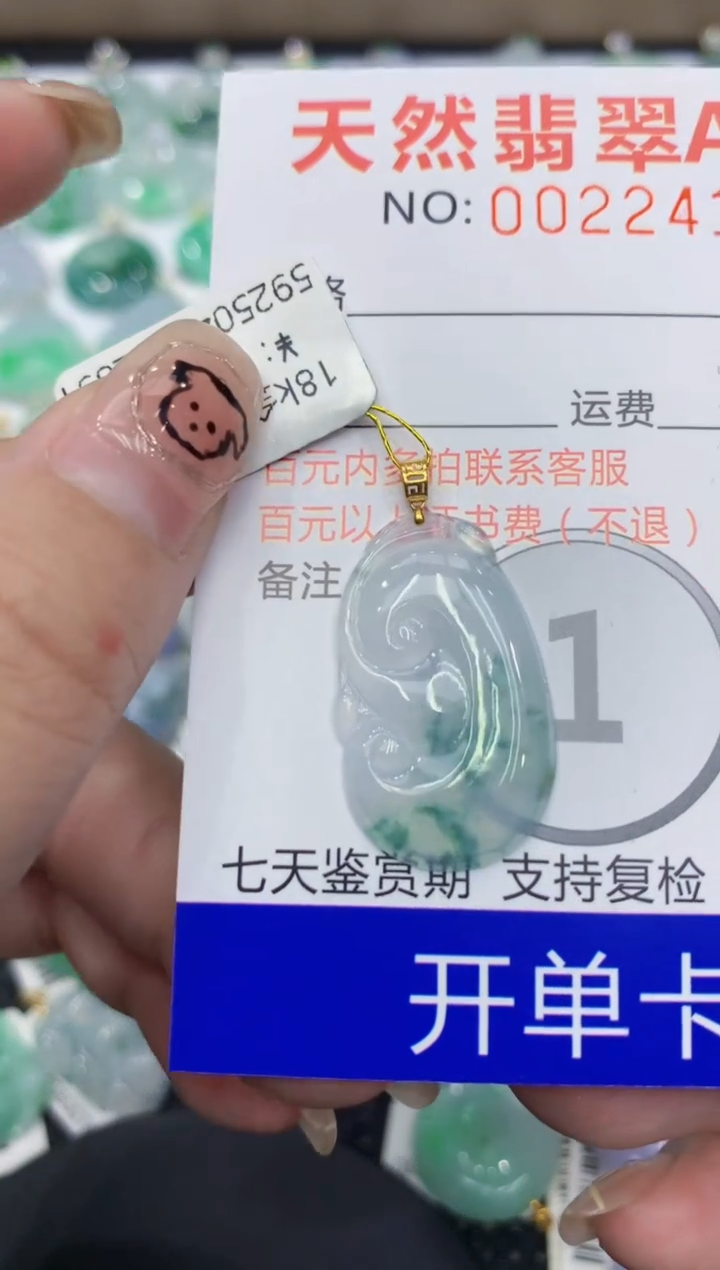 天然翡翠A
NO: 002241
运费
百元内多拍联系客服
百元以上证书费（不退）
备注
1
七天鉴赏期 支持复检
开单卡
59250
18K